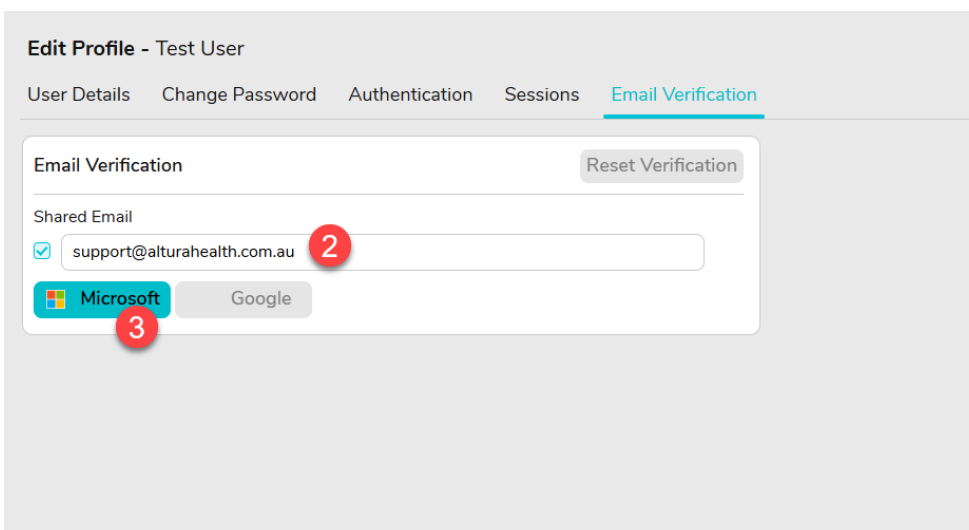 Edit Profile - Test User
User Details Change Password Authentication Sessions Email Verification
Email Verification Reset Verification
Shared Email
support@alturahealth.com.au 2
Microsoft Google
3